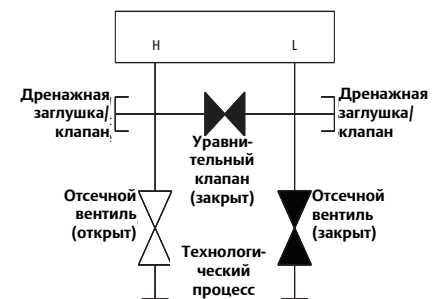 H
L
Дренажная
заглушка/
клапан
Дренажная
заглушка/
клапан
Уравни-
тельный
клапан
(закрыт)
Отсечной
вентиль
(открыт)
Отсечной
вентиль
(закрыт)
Технологи-
ческий
процесс